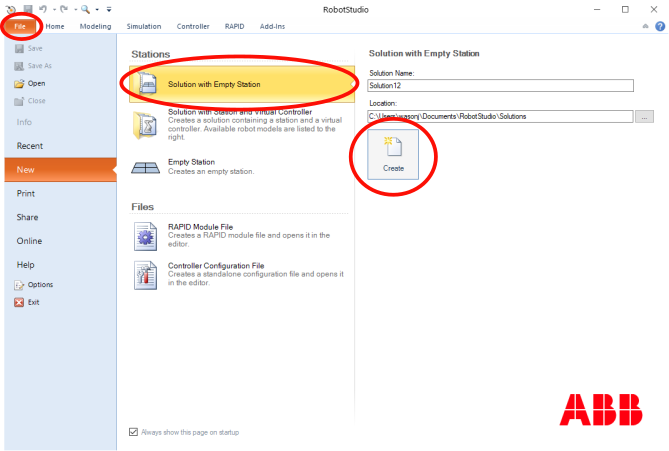 RobotStudio
File Home Modeling Simulation Controller RAPID Add-Ins
Save
Save As
Open
Close
Info
Recent
New
Print
Share
Online
Help
Options
Exit
Stations
Solution with Empty Station
Solution with Station and Virtual Controller
Creates a solution containing a station and a virtual
controller. Available robot models are listed to the
right.
Empty Station
Creates an empty station.
Files
RAPID Module File
Creates a RAPID module file and opens it in the
editor.
Controller Configuration File
Creates a standalone configuration file and opens it
in the editor.
Always show this page on startup
Solution with Empty Station
Solution Name:
Solution12
Location:
C:\Users\wasonj\Documents\RobotStudio\Solutions
...
Create
ABB